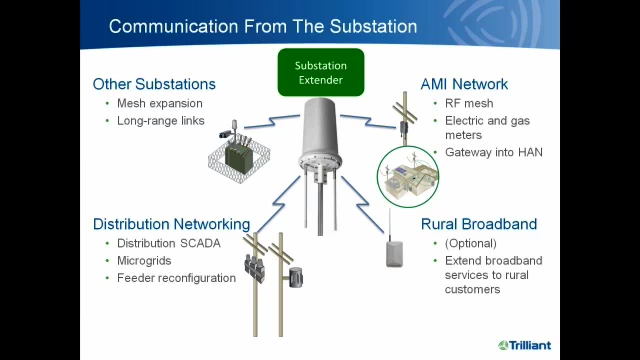 Communication From The Substation
Substation
Extender
Other Substations
• Mesh expansion
• Long-range links
AMI Network
• RF mesh
• Electric and gas
meters
• Gateway into HAN
Distribution Networking
• Distribution SCADA
• Microgrids
• Feeder reconfiguration
Rural Broadband
• (Optional)
• Extend broadband
services to rural
customers
Trilliant